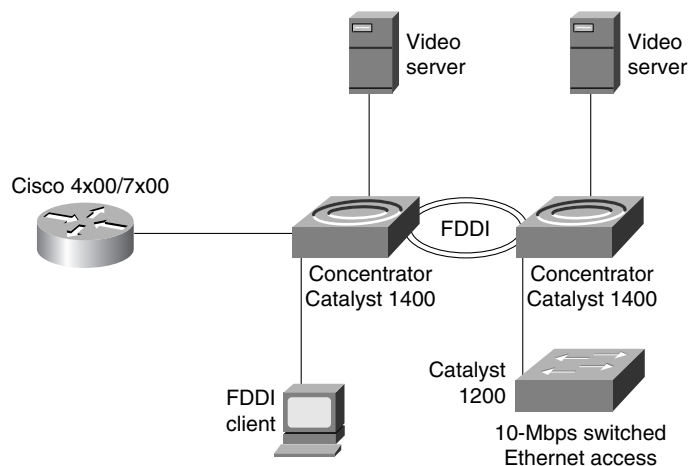 Video
server
Video
server
Cisco 4x00/7x00
FDDI
Concentrator
Catalyst 1400
Concentrator
Catalyst 1400
FDDI
client
Catalyst
1200
10-Mbps switched
Ethernet access